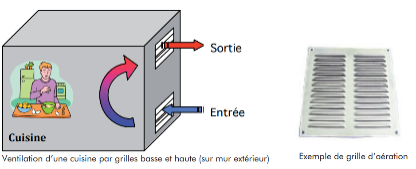 Sortie
Entrée
Cuisine
Ventilation d'une cuisine par grilles basse et haute (sur mur extérieur)
Exemple de grille d'aération